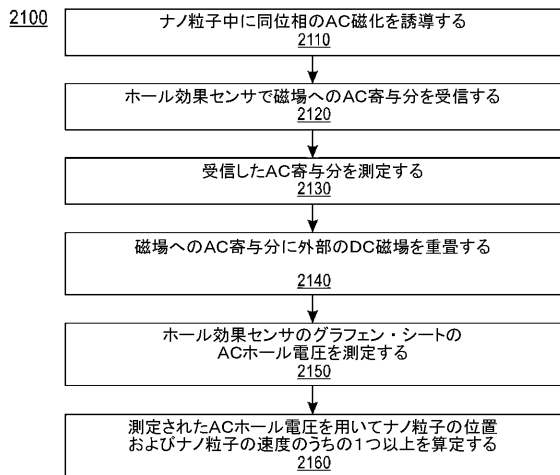 2100
ナノ粒子中に同位相のAC磁化を誘導する
2110
ホール効果センサで磁場へのAC寄与分を受信する
2120
受信したAC寄与分を測定する
2130
磁場へのAC寄与分に外部のDC磁場を重畳する
2140
ホール効果センサのグラフェン・シートの
ACホール電圧を測定する
2150
測定されたACホール電圧を用いてナノ粒子の位置
およびナノ粒子の速度のうちの1つ以上を算定する
2160